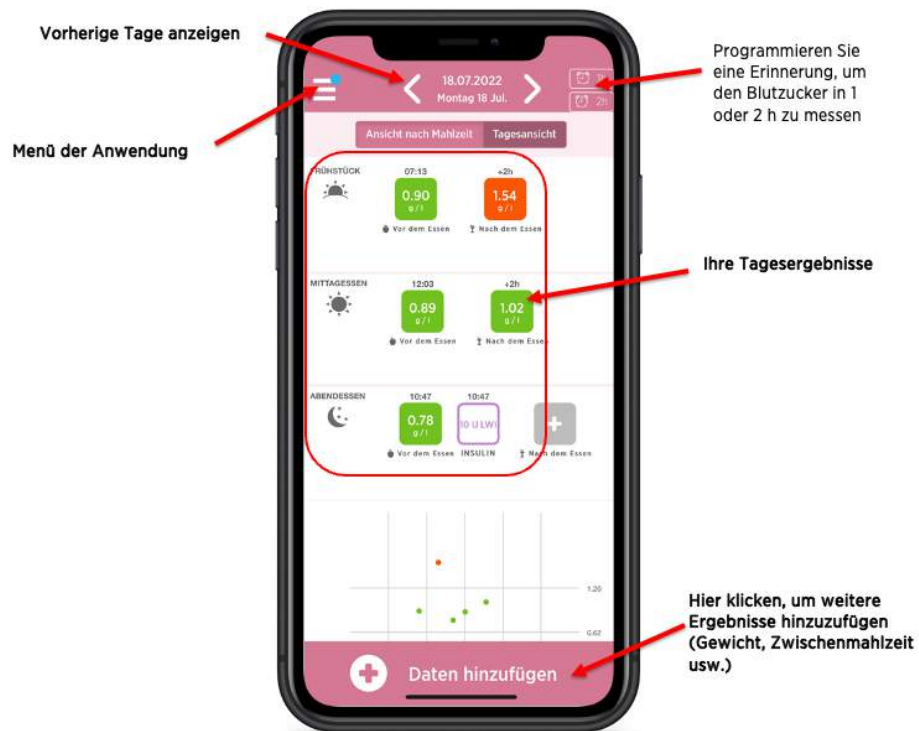 Vorherige Tage anzeigen
Menü der Anwendung
Programmieren Sie
eine Erinnerung, um
den Blutzucker in 1
oder 2 h zu messen
18.07.2022
Montag 18 Jul.
2h
Ansicht nach Mahlzeit Tagesansicht
FRÜHSTÜCK 07:13 +2h
0.90 1.54
g/l g/l
Vor dem Essen Nach dem Essen
Ihre Tagesergebnisse
MITTAGESSEN 12:03 +2h
0.89 1.02
g/l g/l
Vor dem Essen Nach dem Essen
ABENDESSEN 10:47 10:47
0.78 10 U LWI
g/l
Vor dem Essen INSULIN Nach dem Essen
0.62
Hier klicken, um weitere
Ergebnisse hinzuzufügen
(Gewicht, Zwischenmahlzeit
usw.)
Daten hinzufügen